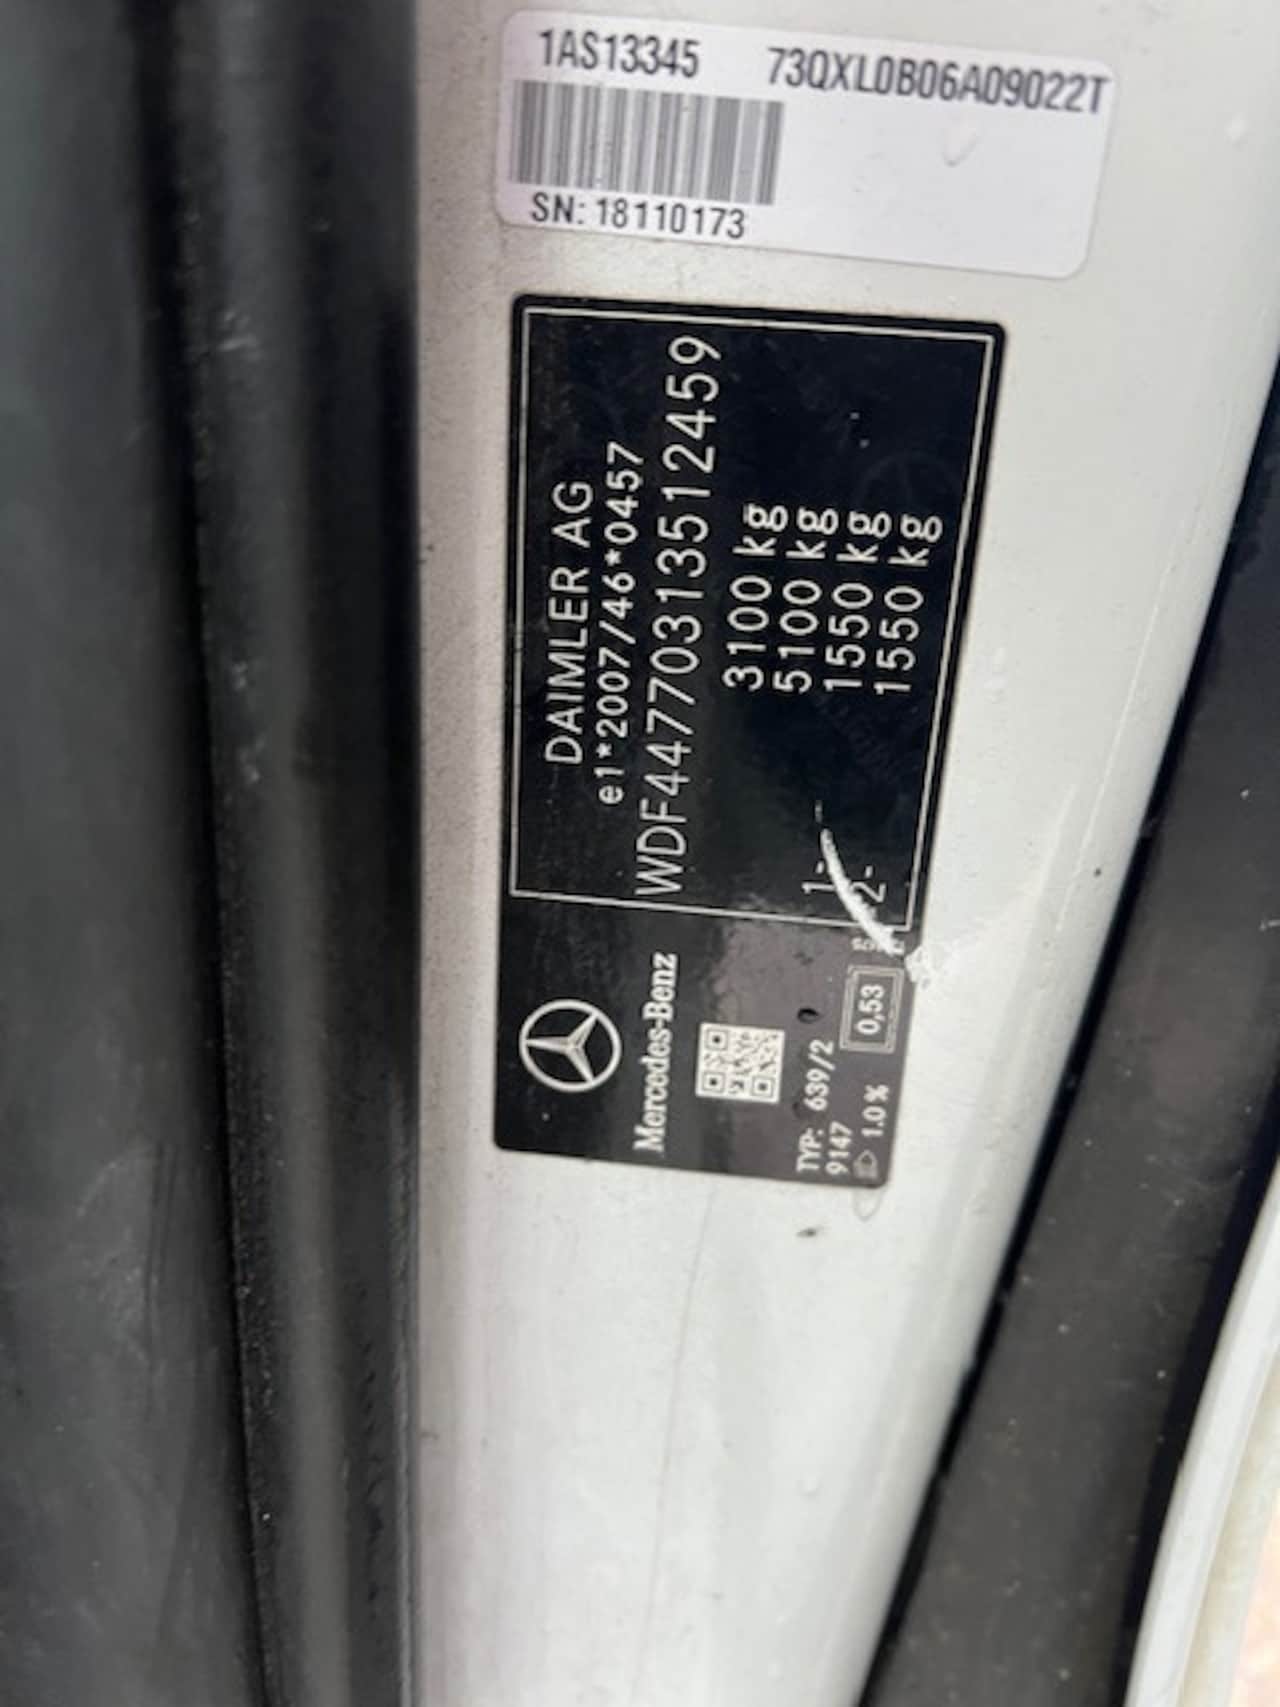 1AS13345 73QXL0B06A09022T
SN: 18110173
DAIMLER AG
e1*2007/46*0457
WDF44770313512459
3100 kg
5100 kg
1- 1550 kg
2- 1550 kg
Mercedes-Benz
TYP: 639/2
9147
1.0 % 0,53